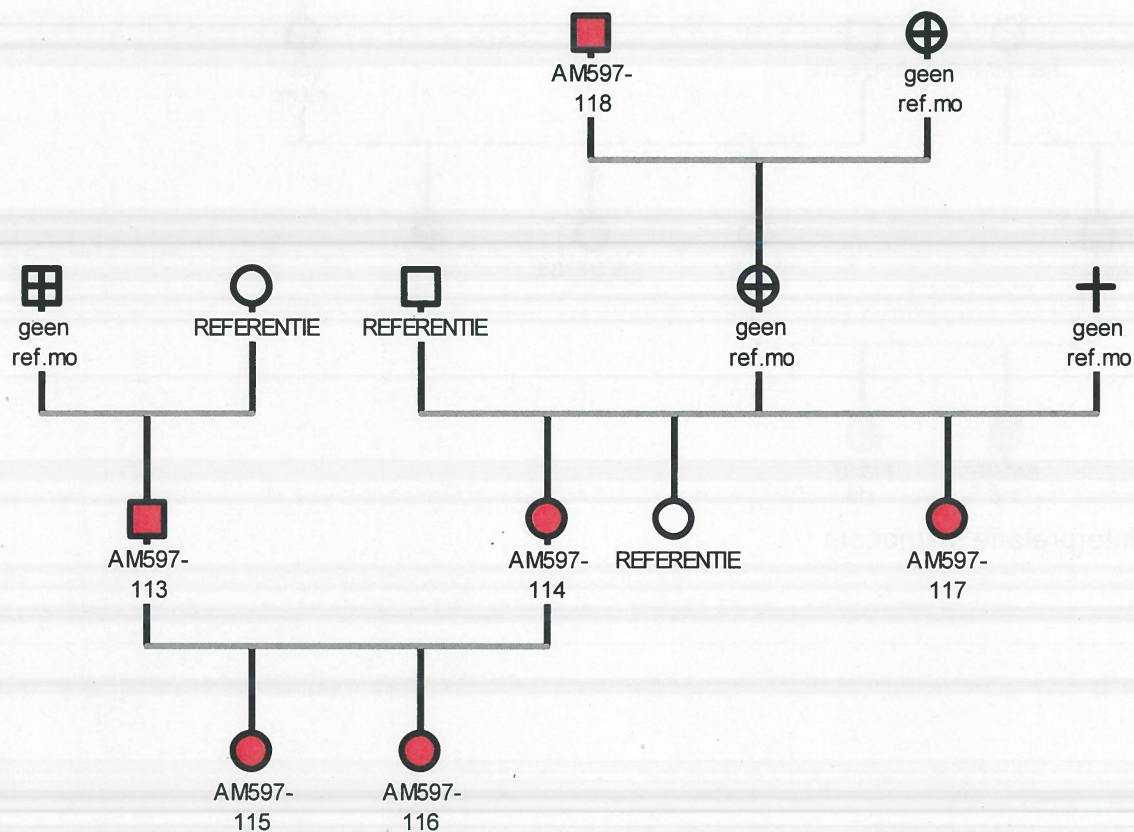 AM597-
118
geen
ref.mo
geen
ref.mo
REFERENTIE
REFERENTIE
geen
ref.mo
geen
ref.mo
AM597-
113
AM597-
114
REFERENTIE
AM597-
117
AM597-
115
AM597-
116